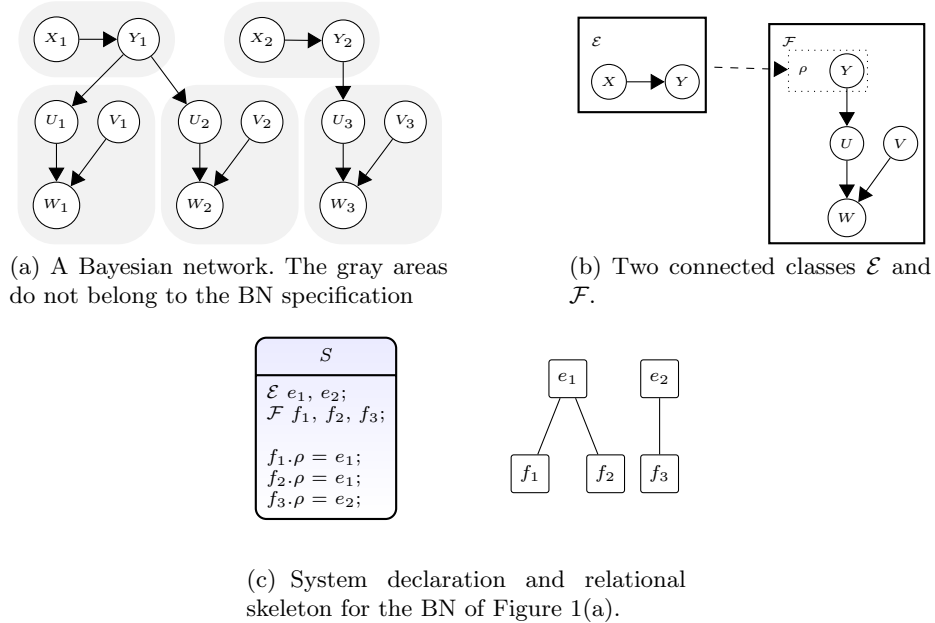 X₁ Y₁ X₂ Y₂
U₁ V₁ U₂ V₂ U₃ V₃
W₁ W₂ W₃
(a) A Bayesian network. The gray areas
do not belong to the BN specification
ℰ
X Y
ℱ
ρ Y
U V
W
(b) Two connected classes ℰ and
ℱ.
S
ℰ e₁, e₂;
ℱ f₁, f₂, f₃;
f₁.ρ = e₁;
f₂.ρ = e₁;
f₃.ρ = e₂;
e₁ e₂
f₁ f₂ f₃
(c) System declaration and relational
skeleton for the BN of Figure 1(a).